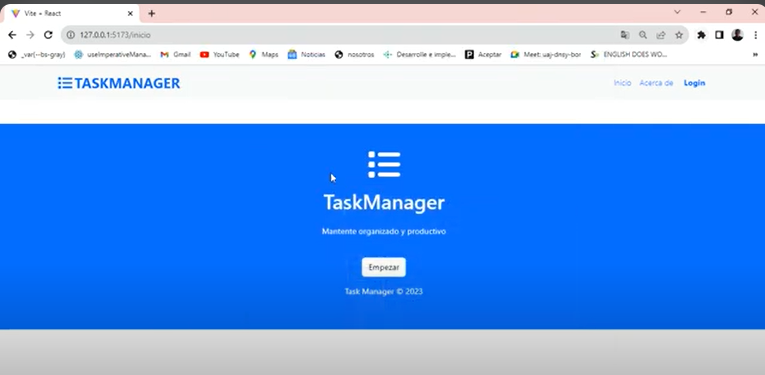 Vite + React
127.0.0.1:5173/inicio
_var(--bs-gray)
useImperativeMana...
Gmail
YouTube
Maps
Noticias
nosotros
Desarrolle e imple...
Aceptar
Meet: uaj-dnsy-bor
ENGLISH DOES WO...
TASKMANAGER
Inicio
Acerca de
Login
TaskManager
Mantente organizado y productivo
Empezar
Task Manager © 2023